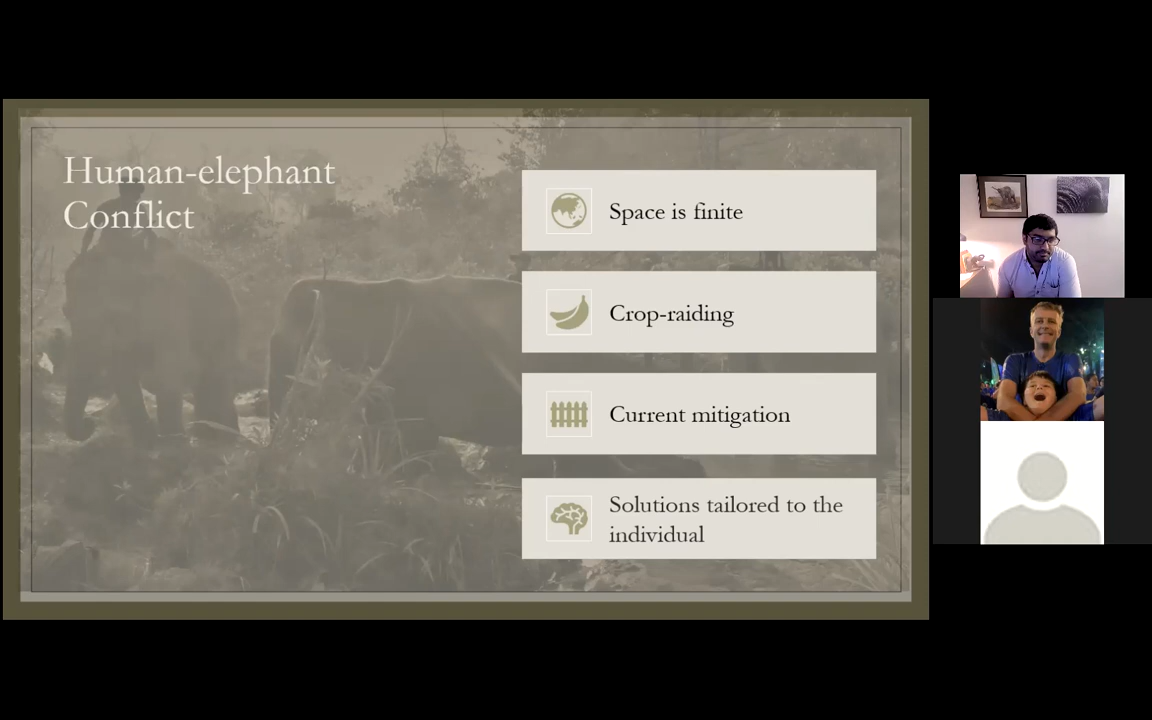 Human-elephant
Conflict
Space is finite
Crop-raiding
Current mitigation
Solutions tailored to the
individual